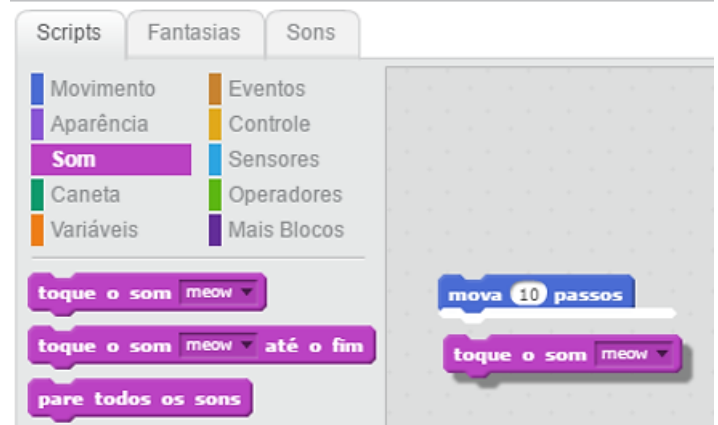 Scripts Fantasias Sons
Movimento Eventos
Aparência Controle
Som Sensores
Caneta Operadores
Variáveis Mais Blocos
toque o som meow
toque o som meow até o fim
pare todos os sons
mova 10 passos
toque o som meow